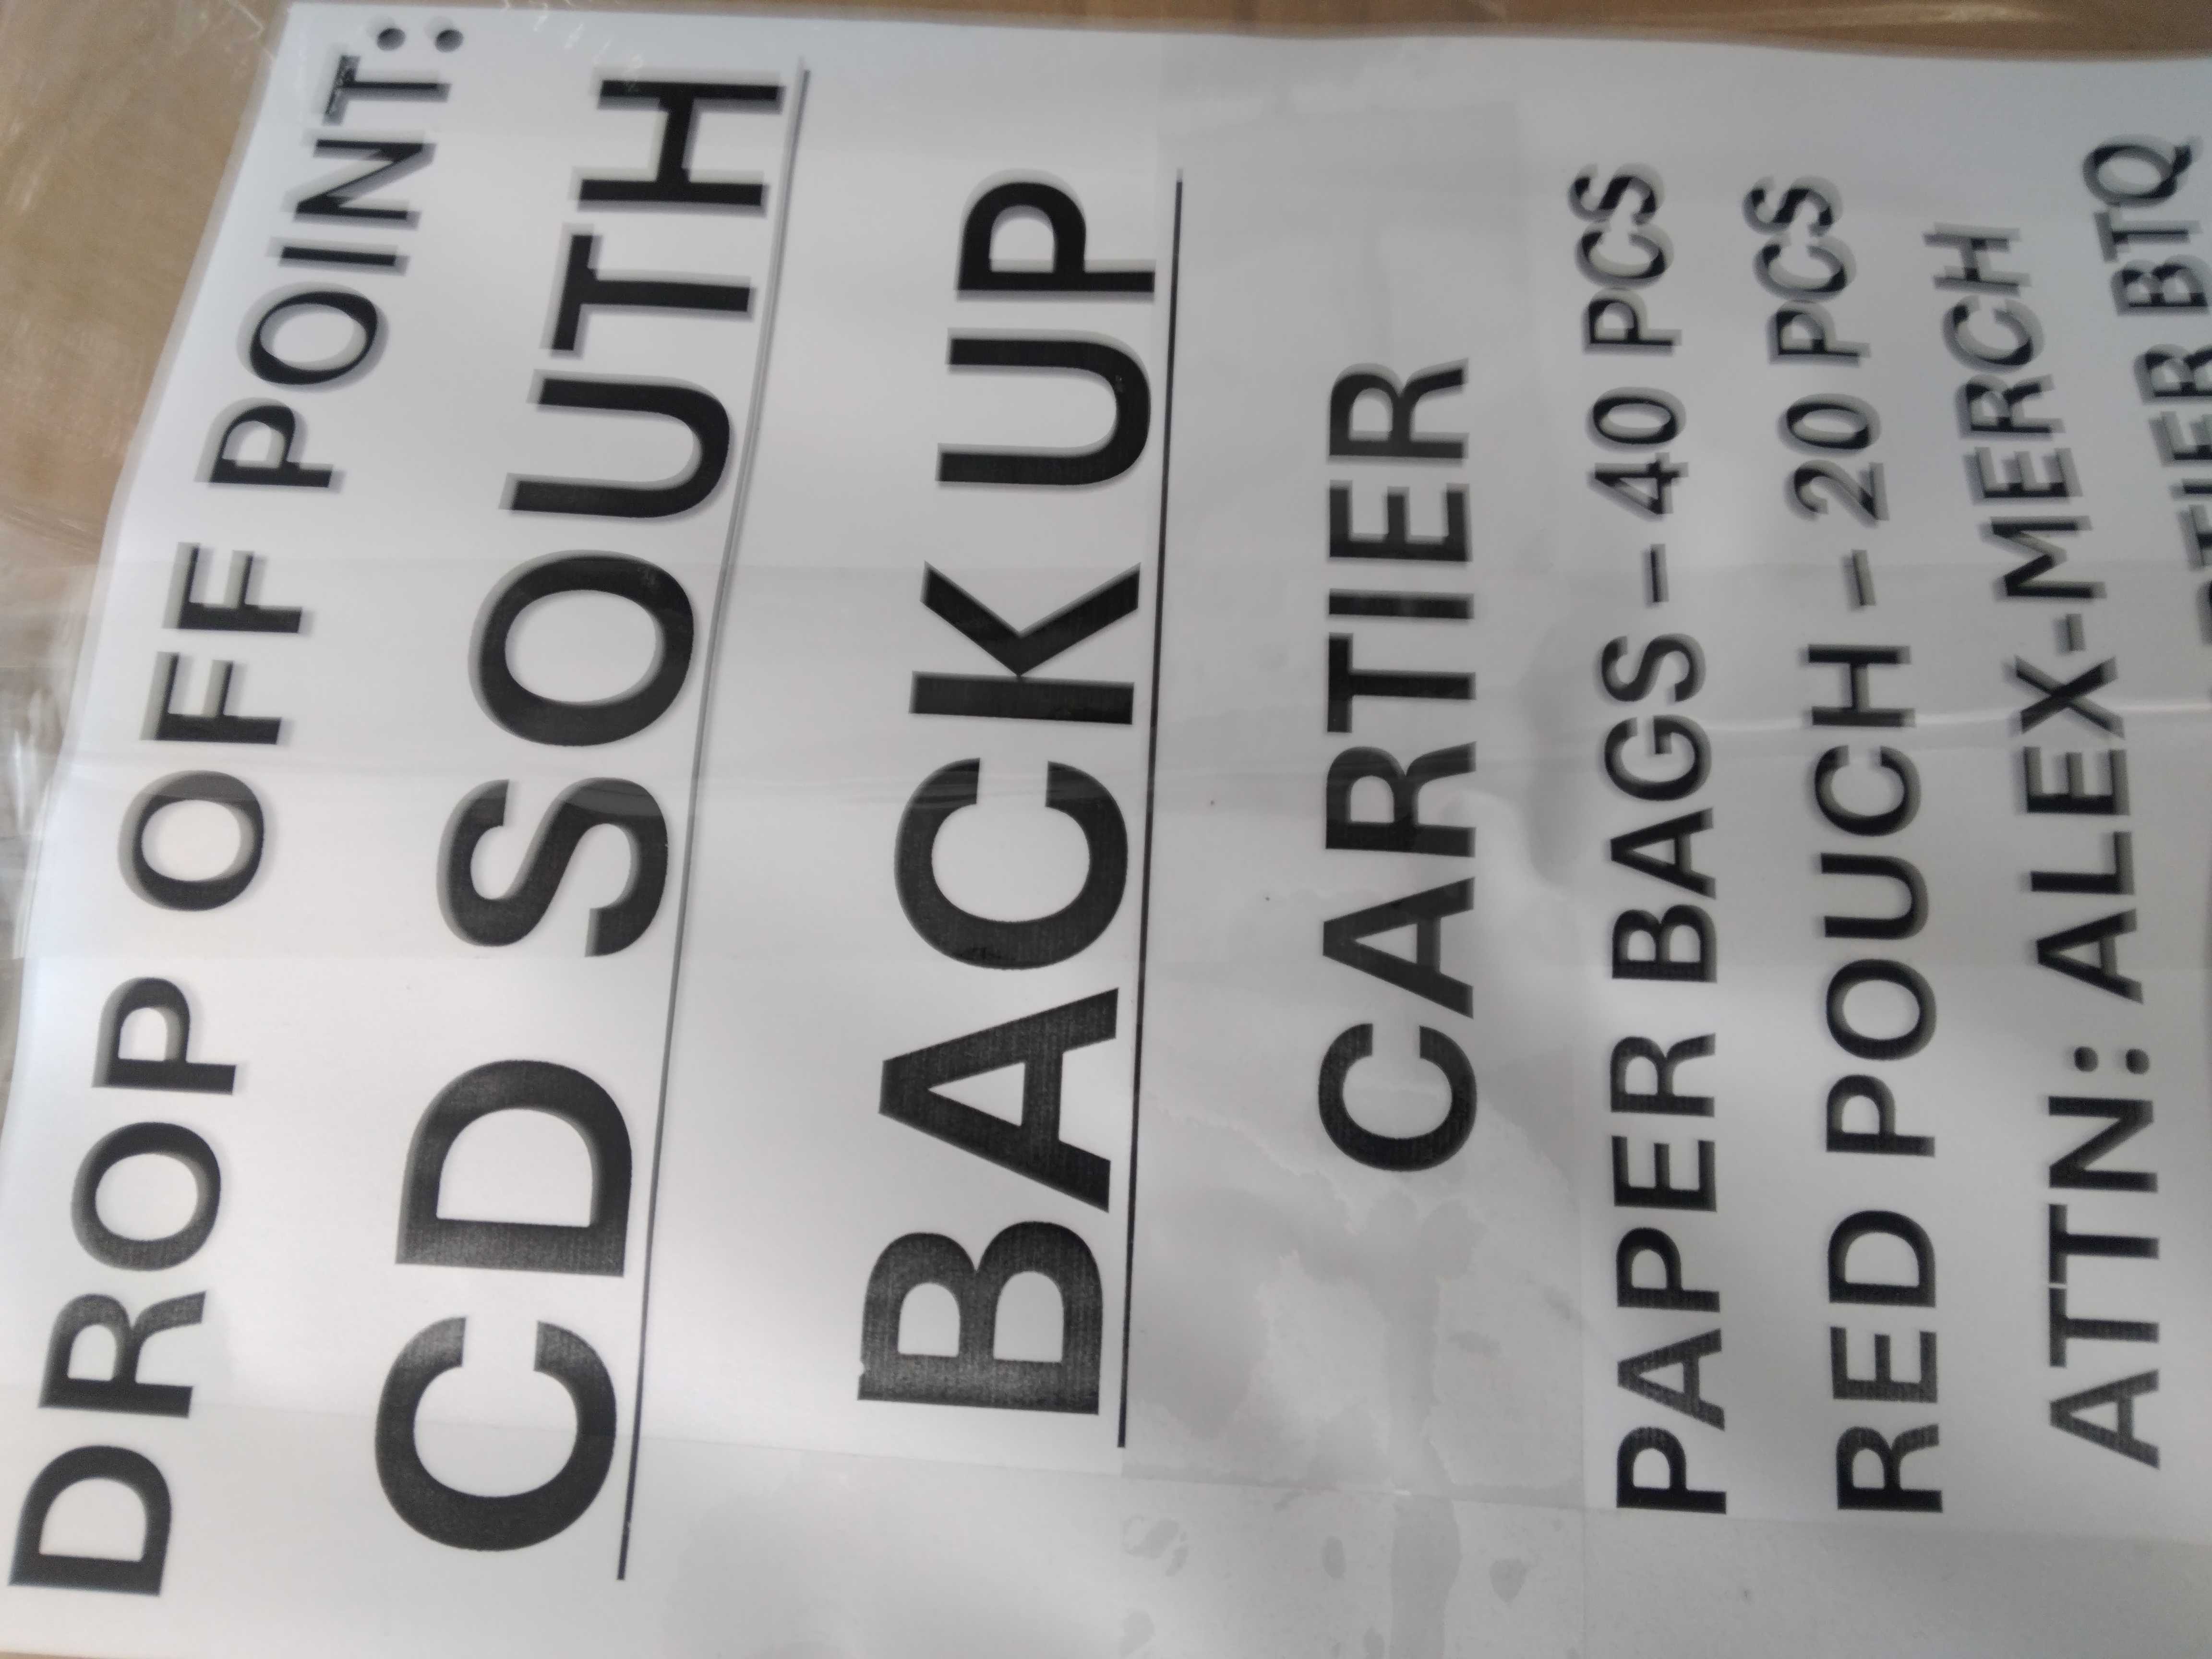 DROP OFF POINT:
CD SOUTH
BACK UP
CARTIER
PAPER BAGS – 40 PCS
RED POUCH – 20 PCS
ATTN: ALEX-MERCH
BTQ